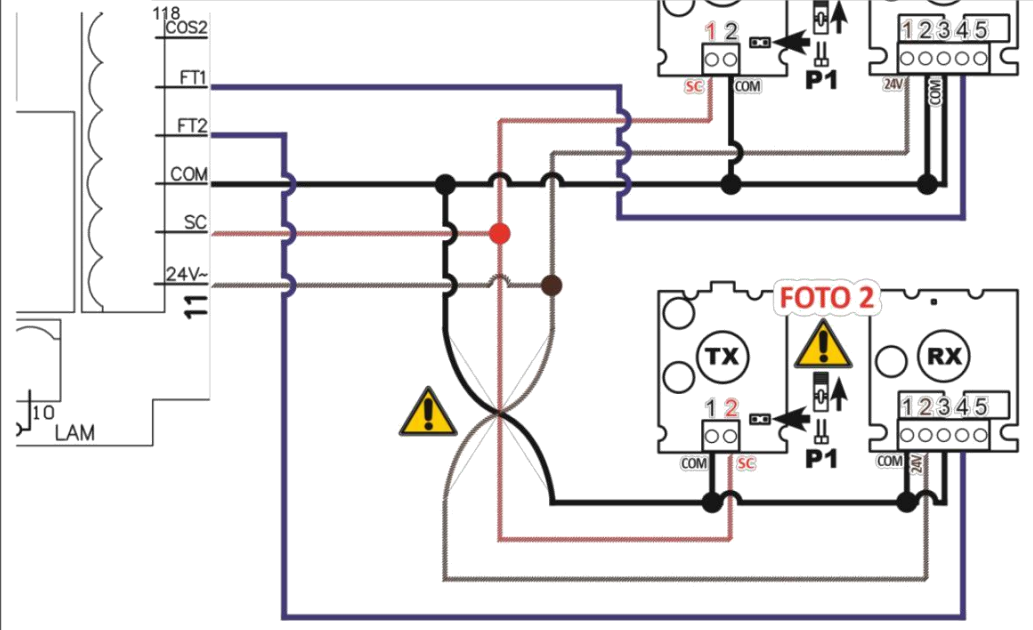 118
COS2
FT1
FT2
COM
SC
24V~
11
10
LAM
1 2
P1
SC
COM
1 2 3 4 5
24V
COM
FOTO 2
TX
RX
1 2
P1
COM
SC
1 2 3 4 5
COM
24V